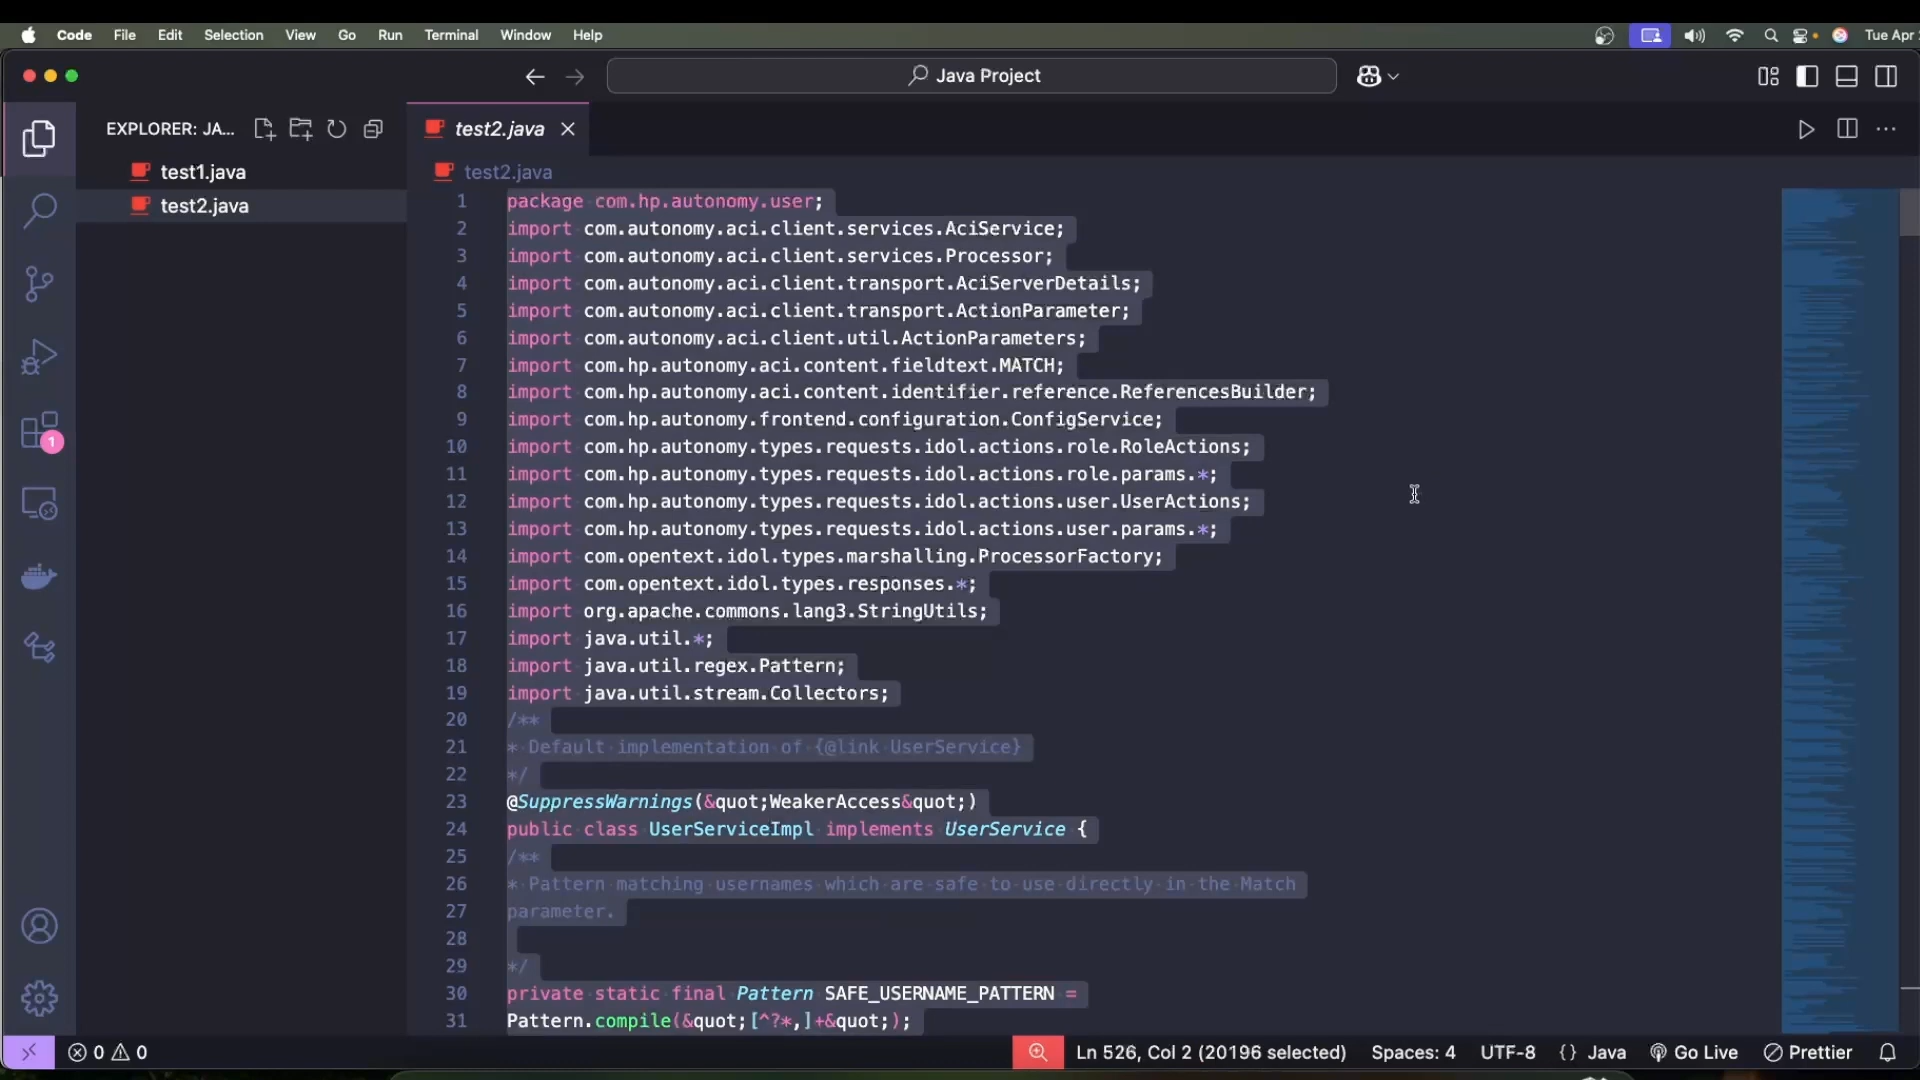 Code File Edit Selection View Go Run Terminal Window Help Tue Apr
Java Project
EXPLORER: JA...
test1.java
test2.java
test2.java
test2.java
1 package com.hp.autonomy.user;
2 import com.autonomy.aci.client.services.AciService;
3 import com.autonomy.aci.client.services.Processor;
4 import com.autonomy.aci.client.transport.AciServerDetails;
5 import com.autonomy.aci.client.transport.ActionParameter;
6 import com.autonomy.aci.client.util.ActionParameters;
7 import com.hp.autonomy.aci.content.fieldtext.MATCH;
8 import com.hp.autonomy.aci.content.identifier.reference.ReferencesBuilder;
9 import com.hp.autonomy.frontend.configuration.ConfigService;
10 import com.hp.autonomy.types.requests.idol.actions.role.RoleActions;
11 import com.hp.autonomy.types.requests.idol.actions.role.params.*;
12 import com.hp.autonomy.types.requests.idol.actions.user.UserActions;
13 import com.hp.autonomy.types.requests.idol.actions.user.params.*;
14 import com.opentext.idol.types.marshalling.ProcessorFactory;
15 import com.opentext.idol.types.responses.*;
16 import org.apache.commons.lang3.StringUtils;
17 import java.util.*;
18 import java.util.regex.Pattern;
19 import java.util.stream.Collectors;
20 /**
21 * Default implementation of {@link UserService}
22 */
23 @SuppressWarnings(&quot;WeakerAccess&quot;)
24 public class UserServiceImpl implements UserService {
25 /**
26 * Pattern matching usernames which are safe to use directly in the Match
27 parameter.
28
29 */
30 private static final Pattern SAFE_USERNAME_PATTERN =
31 Pattern.compile(&quot;[^?*,]+&quot;);
1
0 0 Ln 526, Col 2 (20196 selected) Spaces: 4 UTF-8 {} Java Go Live Prettier